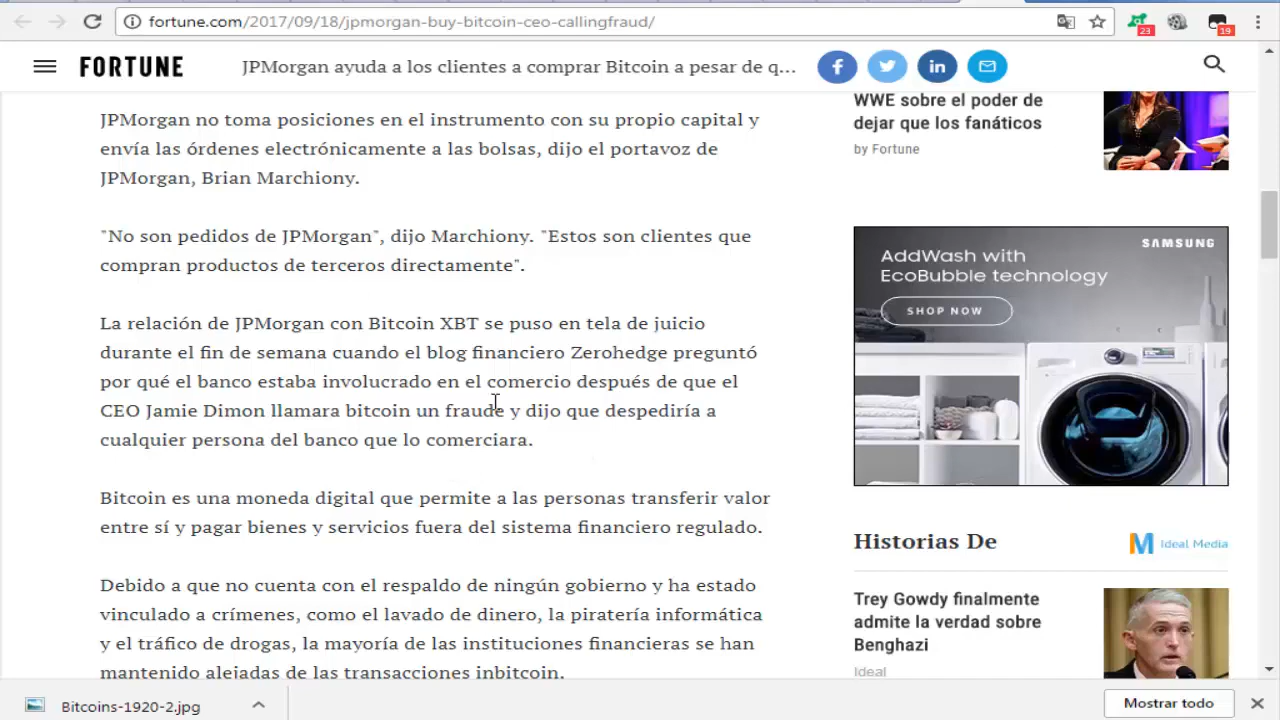 fortune.com/2017/09/18/jpmorgan-buy-bitcoin-ceo-callingfraud/
23
19
FORTUNE
JPMorgan ayuda a los clientes a comprar Bitcoin a pesar de q...
JPMorgan no toma posiciones en el instrumento con su propio capital y
envía las órdenes electrónicamente a las bolsas, dijo el portavoz de
JPMorgan, Brian Marchiony.
"No son pedidos de JPMorgan", dijo Marchiony. "Estos son clientes que
compran productos de terceros directamente".
La relación de JPMorgan con Bitcoin XBT se puso en tela de juicio
durante el fin de semana cuando el blog financiero Zerohedge preguntó
por qué el banco estaba involucrado en el comercio después de que el
CEO Jamie Dimon llamara bitcoin un fraude y dijo que despediría a
cualquier persona del banco que lo comerciara.
Bitcoin es una moneda digital que permite a las personas transferir valor
entre sí y pagar bienes y servicios fuera del sistema financiero regulado.
Debido a que no cuenta con el respaldo de ningún gobierno y ha estado
vinculado a crímenes, como el lavado de dinero, la piratería informática
y el tráfico de drogas, la mayoría de las instituciones financieras se han
mantenido alejadas de las transacciones inbitcoin.
WWE sobre el poder de
dejar que los fanáticos
by Fortune
SAMSUNG
AddWash with
EcoBubble technology
SHOP NOW
Historias De
Ideal Media
Trey Gowdy finalmente
admite la verdad sobre
Benghazi
Ideal
Bitcoins-1920-2.jpg
Mostrar todo